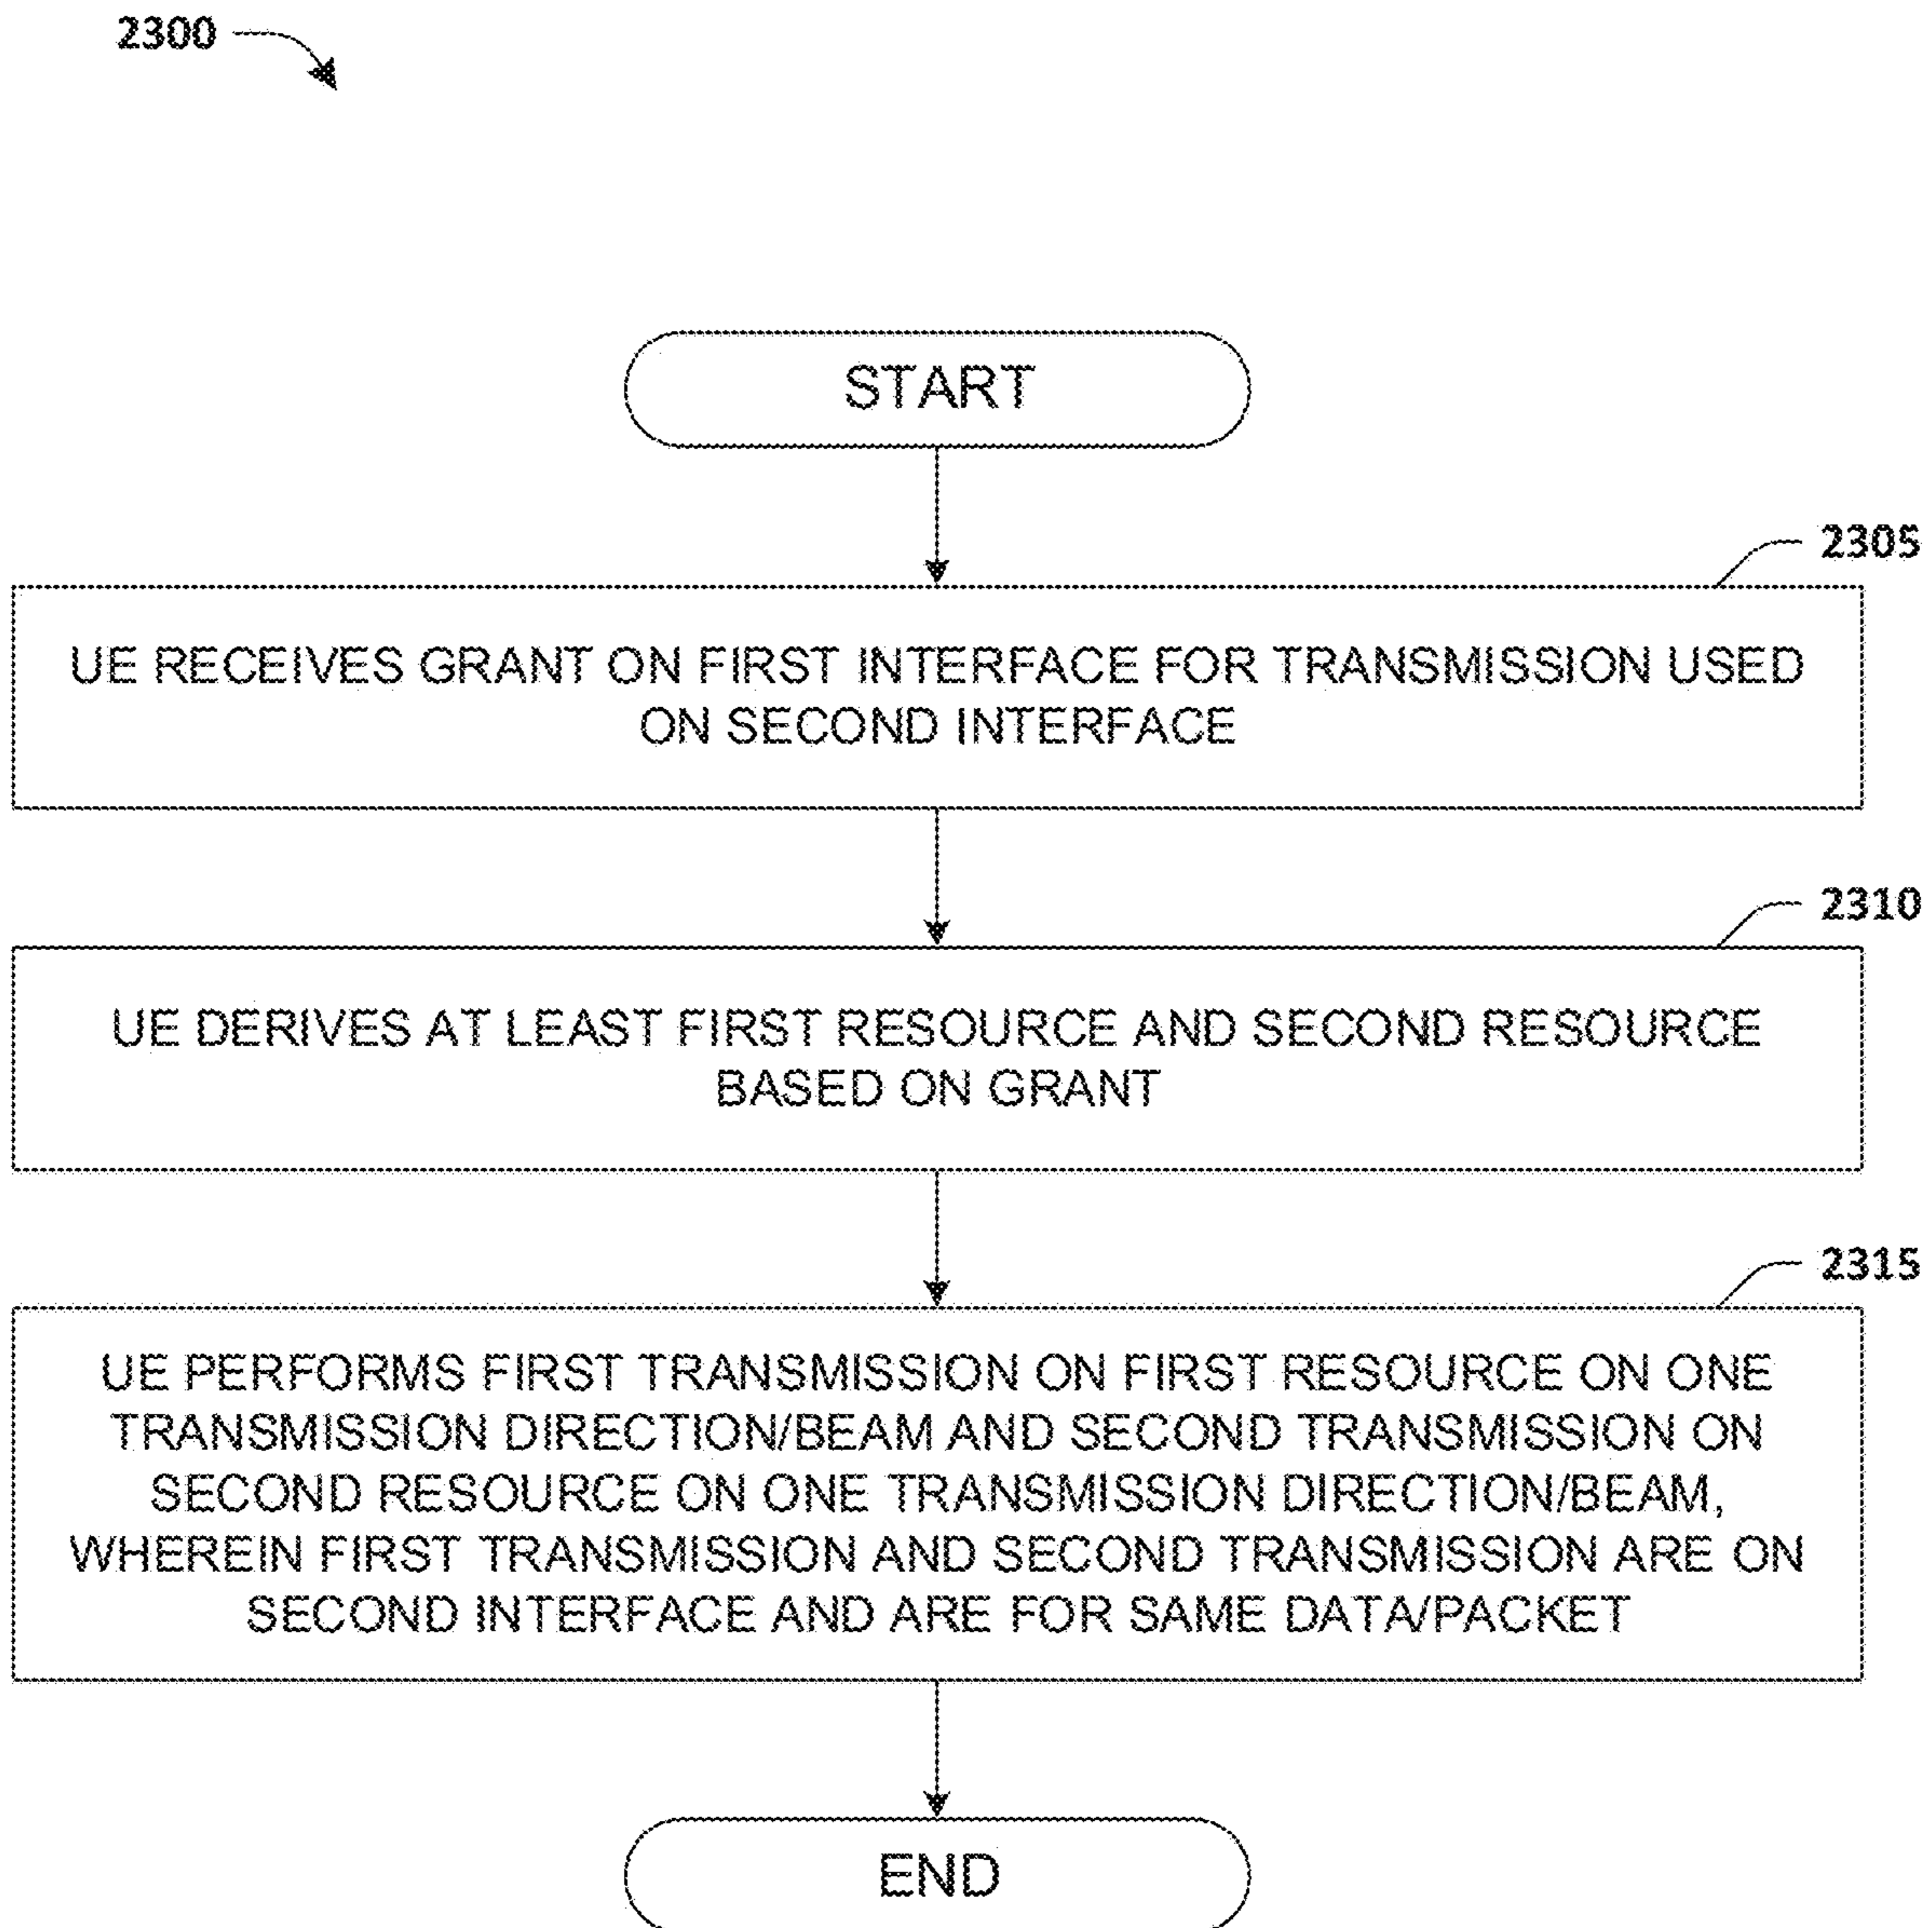 2300
START
2305
UE RECEIVES GRANT ON FIRST INTERFACE FOR TRANSMISSION USED
ON SECOND INTERFACE
2310
UE DERIVES AT LEAST FIRST RESOURCE AND SECOND RESOURCE
BASED ON GRANT
2315
UE PERFORMS FIRST TRANSMISSION ON FIRST RESOURCE ON ONE
TRANSMISSION DIRECTION/BEAM AND SECOND TRANSMISSION ON
SECOND RESOURCE ON ONE TRANSMISSION DIRECTION/BEAM,
WHEREIN FIRST TRANSMISSION AND SECOND TRANSMISSION ARE ON
SECOND INTERFACE AND ARE FOR SAME DATA/PACKET
END